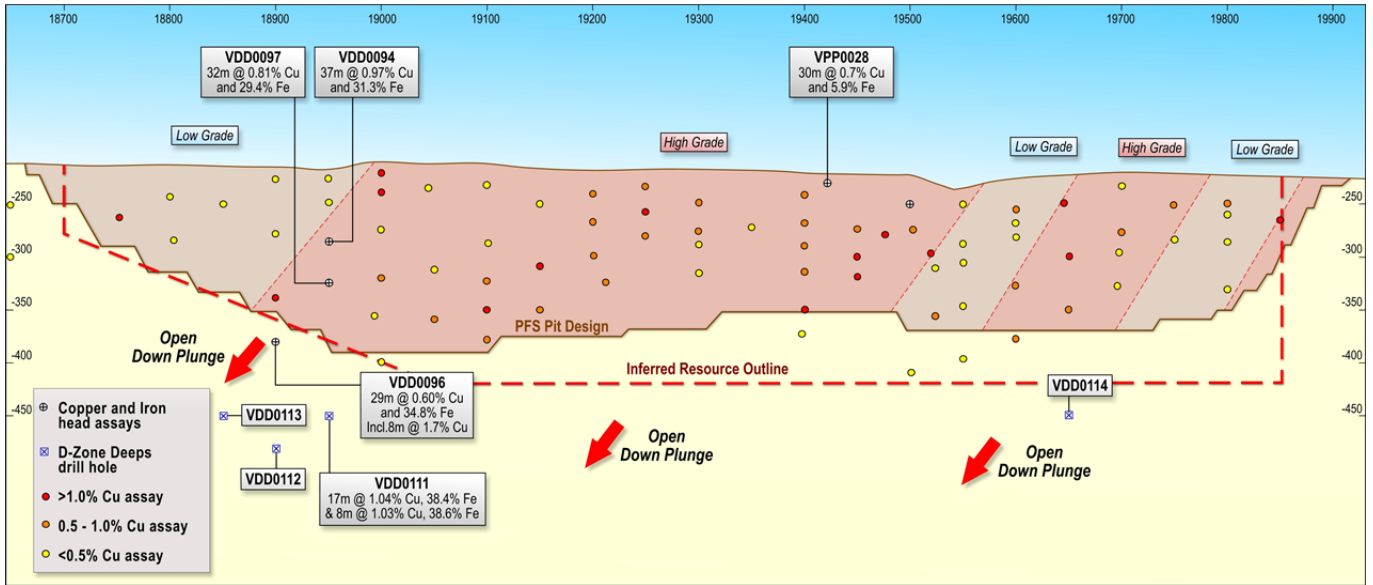 18700 18800 18900 19000 19100 19200 19300 19400 19500 19600 19700 19800 19900
VDD0097
32m @ 0.81% Cu
and 29.4% Fe
VDD0094
37m @ 0.97% Cu
and 31.3% Fe
VPP0028
30m @ 0.7% Cu
and 5.9% Fe
Low Grade
High Grade
Low Grade
High Grade
Low Grade
-250
-300
-350
-400
-450
-250
-300
-350
-400
-450
PFS Pit Design
Inferred Resource Outline
Open
Down Plunge
Open
Down Plunge
Open
Down Plunge
VDD0096
29m @ 0.60% Cu
and 34.8% Fe
Incl.8m @ 1.7% Cu
VDD0113
VDD0112
VDD0111
17m @ 1.04% Cu, 38.4% Fe
& 8m @ 1.03% Cu, 38.6% Fe
VDD0114
Copper and Iron
head assays
D-Zone Deeps
drill hole
>1.0% Cu assay
0.5 - 1.0% Cu assay
<0.5% Cu assay